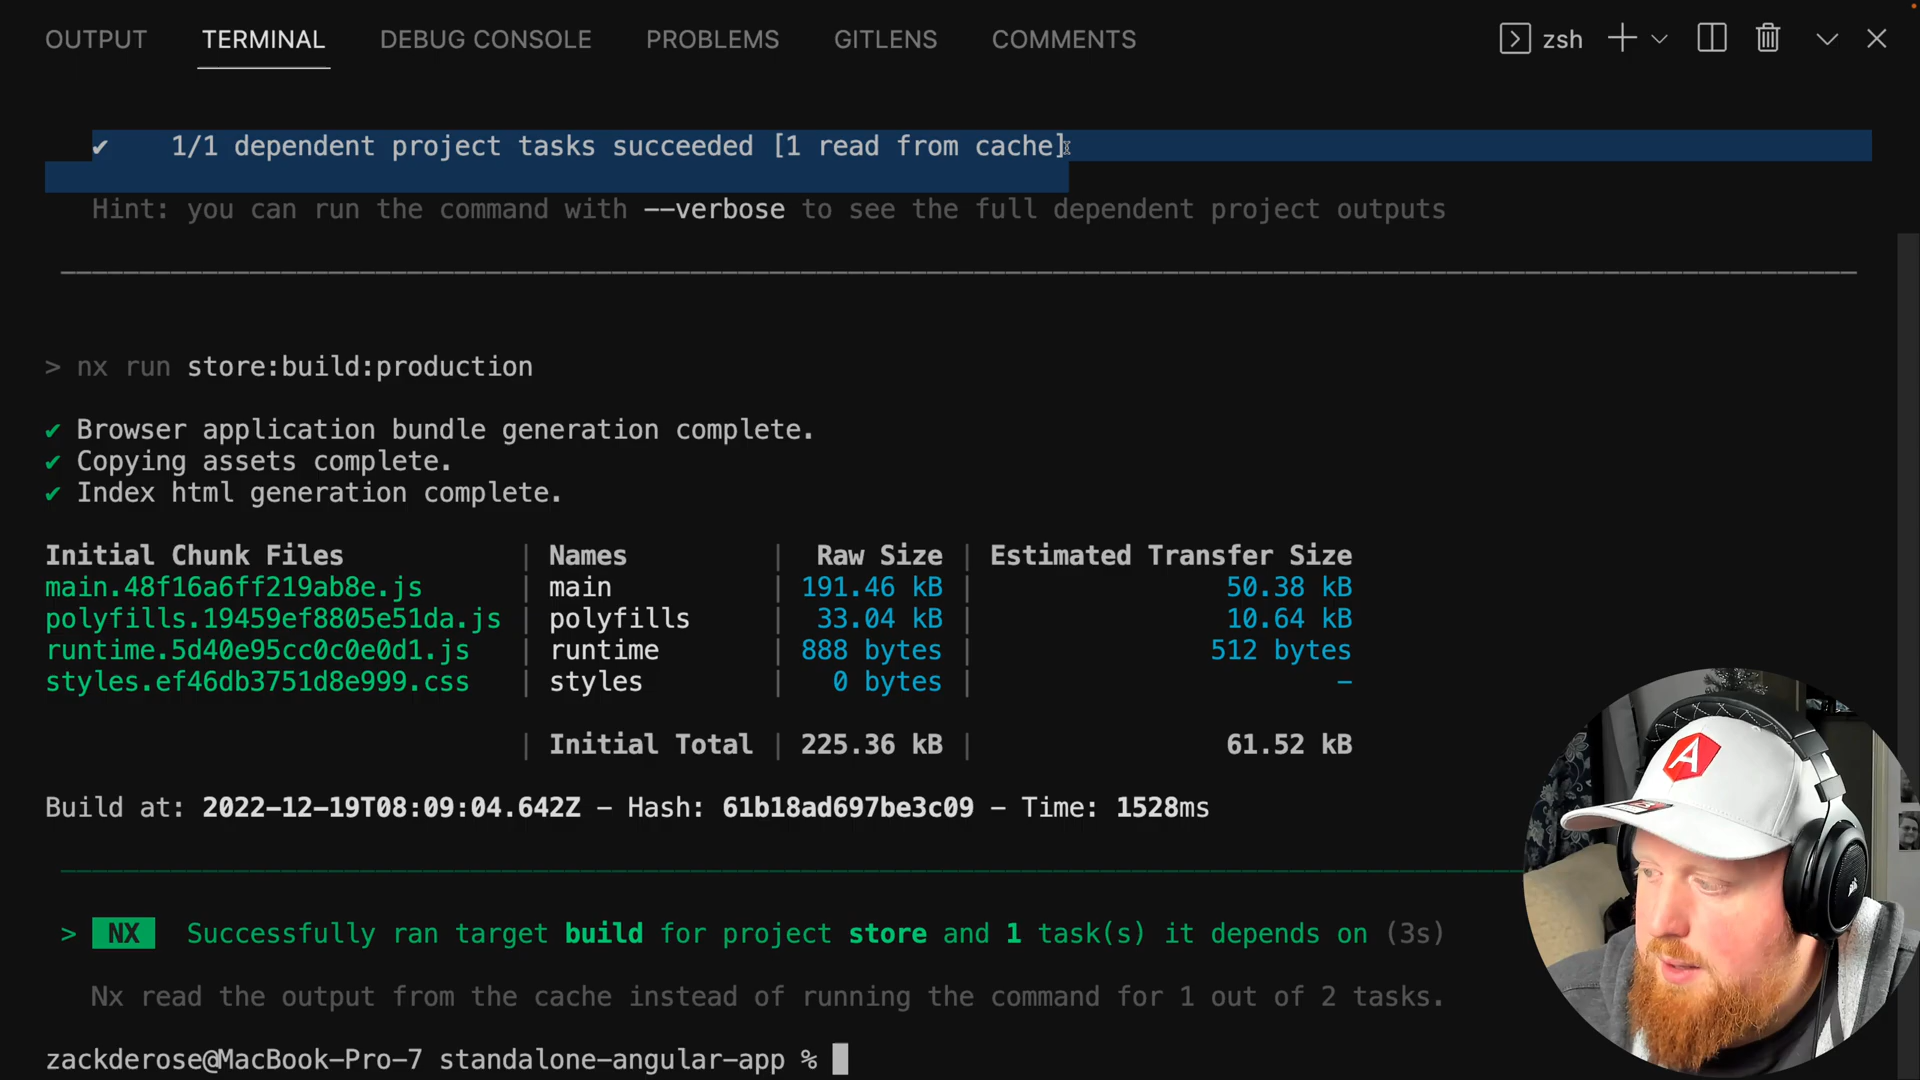 OUTPUT TERMINAL DEBUG CONSOLE PROBLEMS GITLENS COMMENTS zsh
✔ 1/1 dependent project tasks succeeded [1 read from cache]
Hint: you can run the command with --verbose to see the full dependent project outputs
> nx run store:build:production
✔ Browser application bundle generation complete.
✔ Copying assets complete.
✔ Index html generation complete.
Initial Chunk Files | Names | Raw Size | Estimated Transfer Size
main.48f16a6ff219ab8e.js | main | 191.46 kB | 50.38 kB
polyfills.19459ef8805e51da.js | polyfills | 33.04 kB | 10.64 kB
runtime.5d40e95cc0c0e0d1.js | runtime | 888 bytes | 512 bytes
styles.ef46db3751d8e999.css | styles | 0 bytes | -
| Initial Total | 225.36 kB | 61.52 kB
Build at: 2022-12-19T08:09:04.642Z - Hash: 61b18ad697be3c09 - Time: 1528ms
> NX Successfully ran target build for project store and 1 task(s) it depends on (3s)
Nx read the output from the cache instead of running the command for 1 out of 2 tasks.
zackderose@MacBook-Pro-7 standalone-angular-app %
A